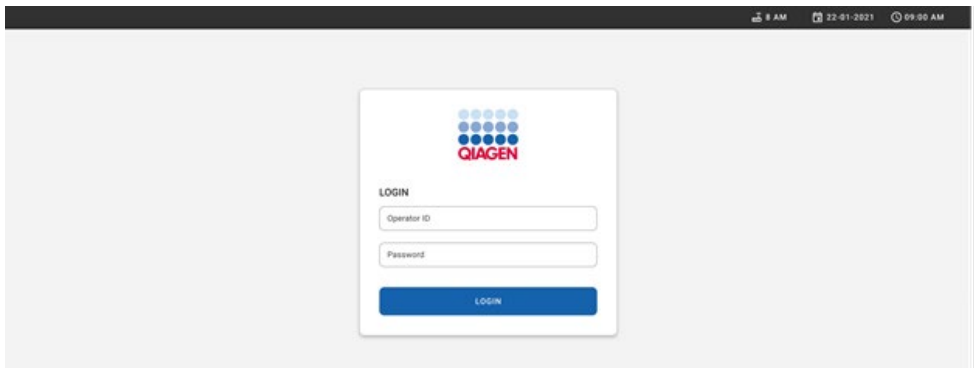 8 AM 22-01-2021 09:00 AM
QIAGEN
LOGIN
Operator ID
Password
LOGIN